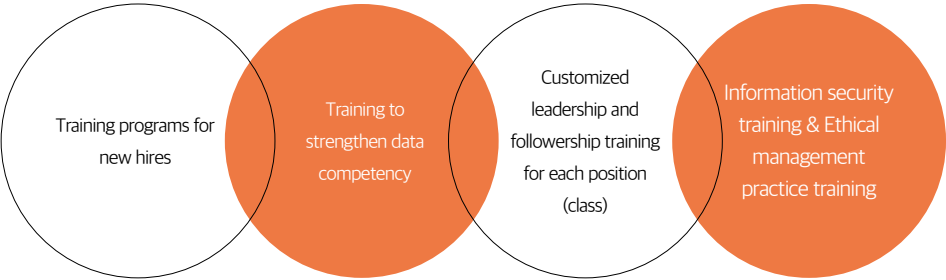 Training programs for
new hires
Training to
strengthen data
competency
Customized
leadership and
followership training
for each position
(class)
Information security
training & Ethical
management
practice training